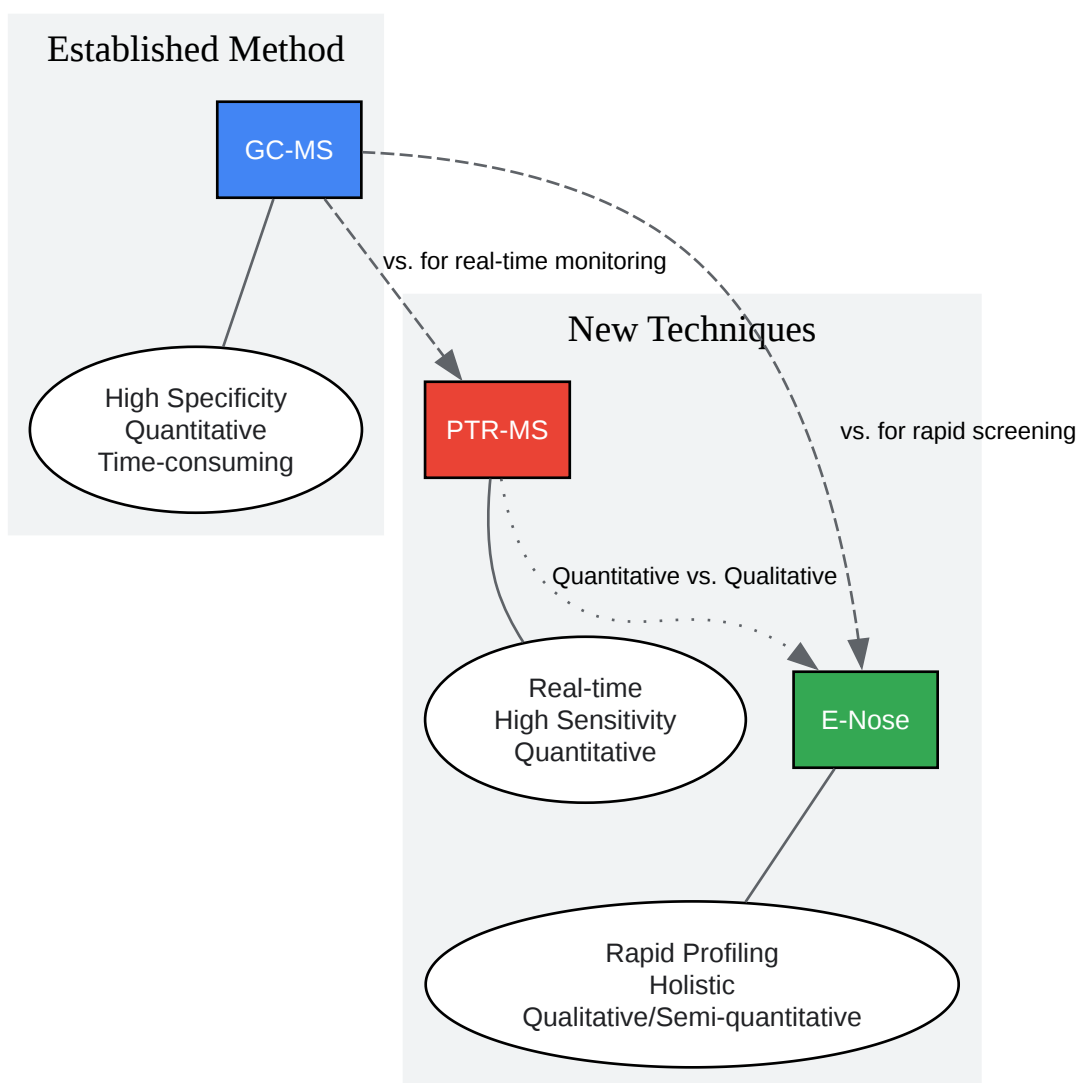 Established Method
GC-MS
vs. for real-time monitoring
New Techniques
High Specificity
Quantitative
Time-consuming
PTR-MS
vs. for rapid screening
Quantitative vs. Qualitative
Real-time
High Sensitivity
Quantitative
E-Nose
Rapid Profiling
Holistic
Qualitative/Semi-quantitative